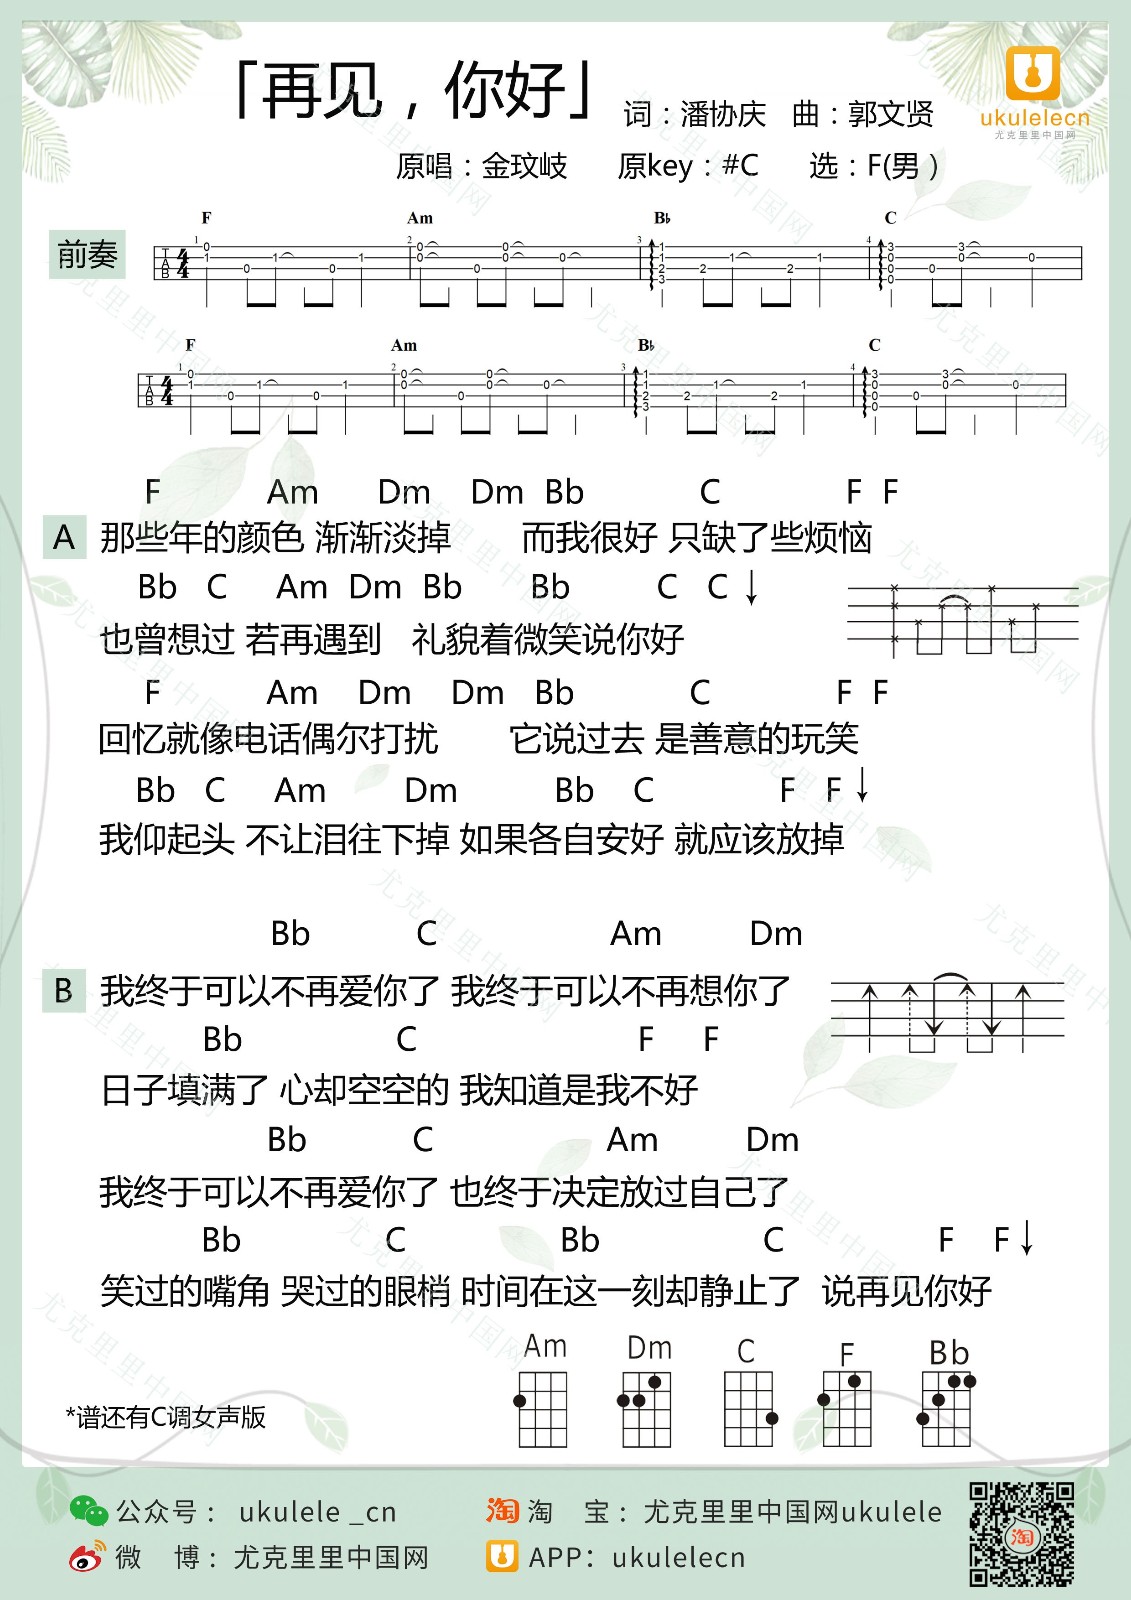 「再见，你好」
词：潘协庆 曲：郭文贤
ukulelecn
尤克里里中国网
原唱：金玟岐 原key：#C 选：F(男)
前奏
F Am B♭ C
F Am B♭ C
F Am Dm Dm Bb C F F
A 那些年的颜色 渐渐淡掉 而我很好 只缺了些烦恼
Bb C Am Dm Bb Bb C C↓
也曾想过 若再遇到 礼貌着微笑说你好
F Am Dm Dm Bb C F F
回忆就像电话偶尔打扰 它说过去 是善意的玩笑
Bb C Am Dm Bb C F F↓
我仰起头 不让泪往下掉 如果各自安好 就应该放掉
Bb C Am Dm
B 我终于可以不再爱你了 我终于可以不再想你了
Bb C F F
日子填满了 心却空空的 我知道是我不好
Bb C Am Dm
我终于可以不再爱你了 也终于决定放过自己了
Bb C Bb C F F↓
笑过的嘴角 哭过的眼梢 时间在这一刻却静止了 说再见你好
Am Dm C F Bb
*谱还有C调女声版
公众号：ukulele _cn
淘 宝：尤克里里中国网ukulele
微 博：尤克里里中国网
APP：ukulelecn
淘